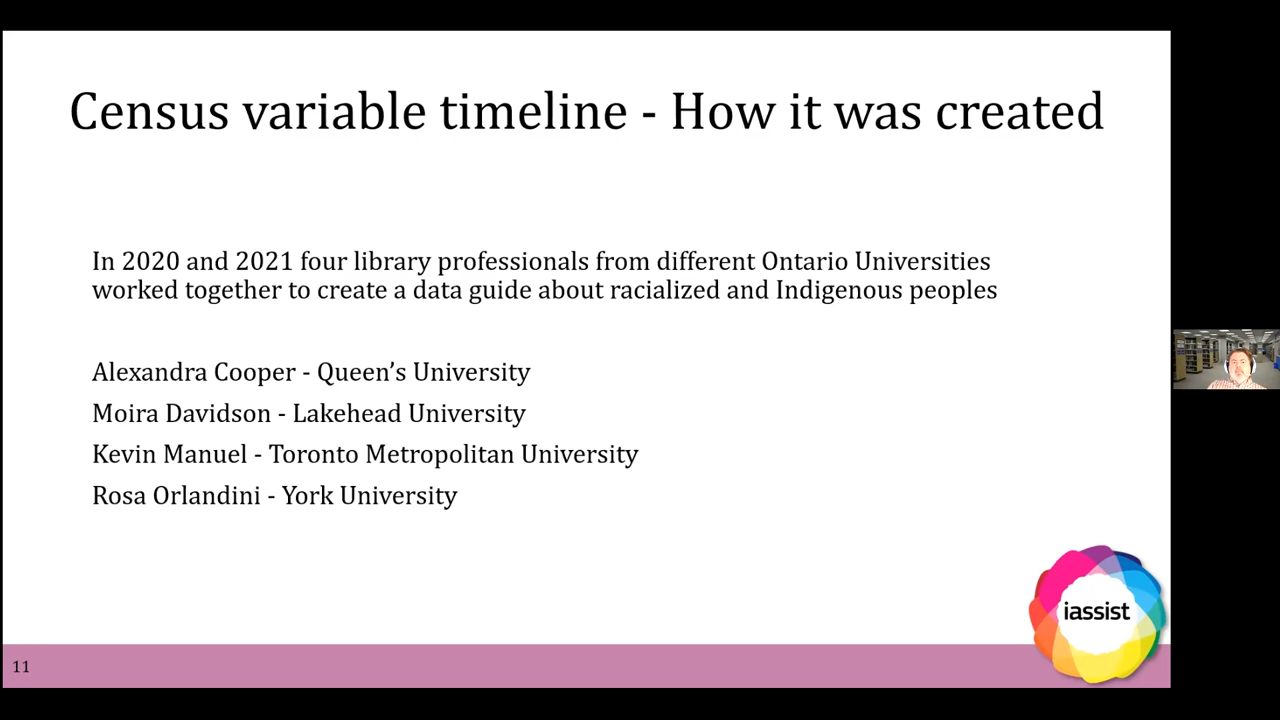 Census variable timeline - How it was created
In 2020 and 2021 four library professionals from different Ontario Universities
worked together to create a data guide about racialized and Indigenous peoples
Alexandra Cooper - Queen’s University
Moira Davidson - Lakehead University
Kevin Manuel - Toronto Metropolitan University
Rosa Orlandini - York University
iassist
11